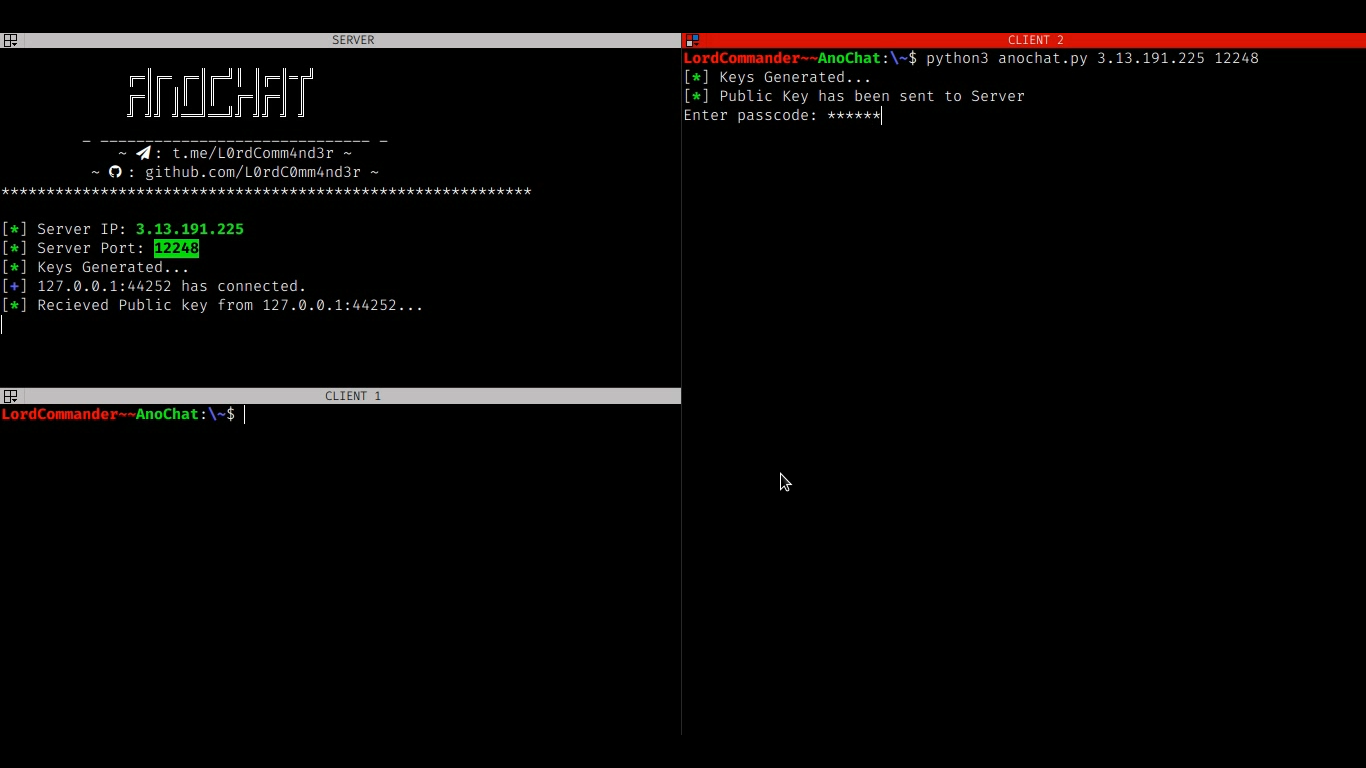 SERVER
ANOCHAT
_ ______________________________ _
~ : t.me/L0rdComm4nd3r ~
~ : github.com/L0rdC0mm4nd3r ~
***********************************************************
[*] Server IP: 3.13.191.225
[*] Server Port: 12248
[*] Keys Generated...
[+] 127.0.0.1:44252 has connected.
[*] Recieved Public key from 127.0.0.1:44252...
CLIENT 1
LordCommander~~AnoChat:\~$
CLIENT 2
LordCommander~~AnoChat:\~$ python3 anochat.py 3.13.191.225 12248
[*] Keys Generated...
[*] Public Key has been sent to Server
Enter passcode: ******